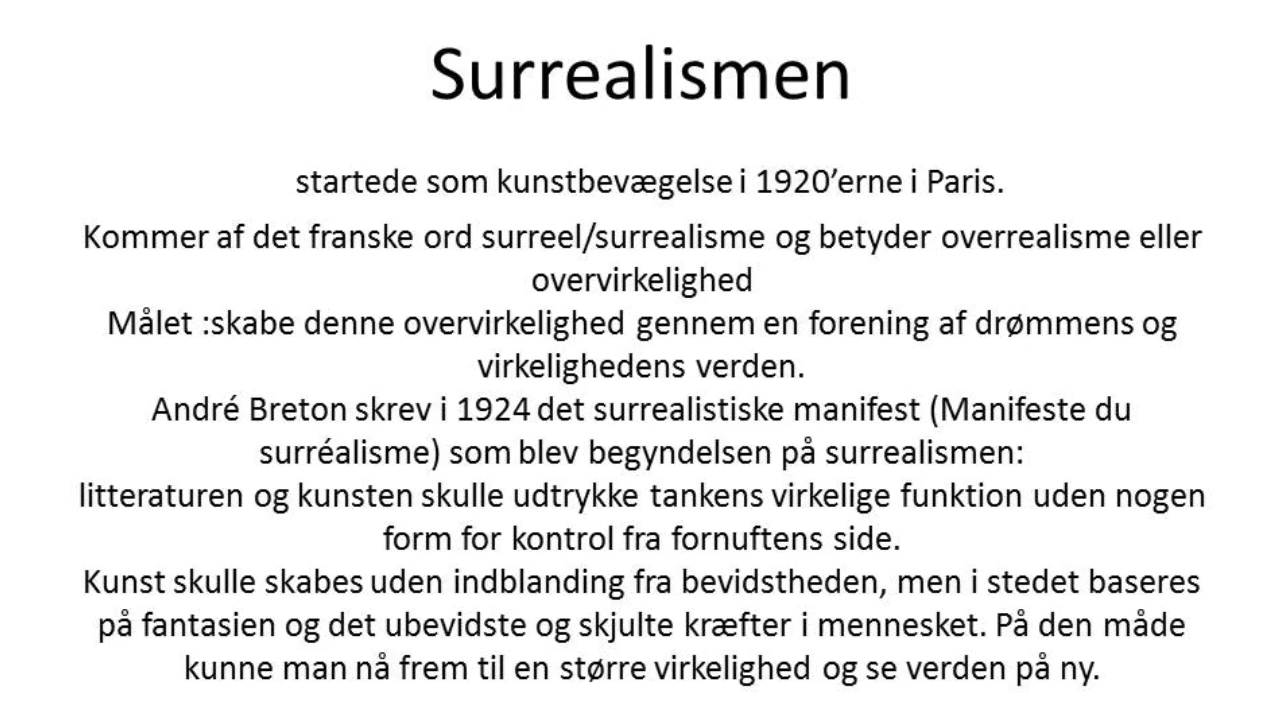 Surrealismen
startede som kunstbevægelse i 1920’erne i Paris.
Kommer af det franske ord surreel/surrealisme og betyder overrealisme eller
overvirkelighed
Målet :skabe denne overvirkelighed gennem en forening af drømmens og
virkelighedens verden.
André Breton skrev i 1924 det surrealistiske manifest (Manifeste du
surréalisme) som blev begyndelsen på surrealismen:
litteraturen og kunsten skulle udtrykke tankens virkelige funktion uden nogen
form for kontrol fra fornuftens side.
Kunst skulle skabes uden indblanding fra bevidstheden, men i stedet baseres
på fantasien og det ubevidste og skjulte kræfter i mennesket. På den måde
kunne man nå frem til en større virkelighed og se verden på ny.